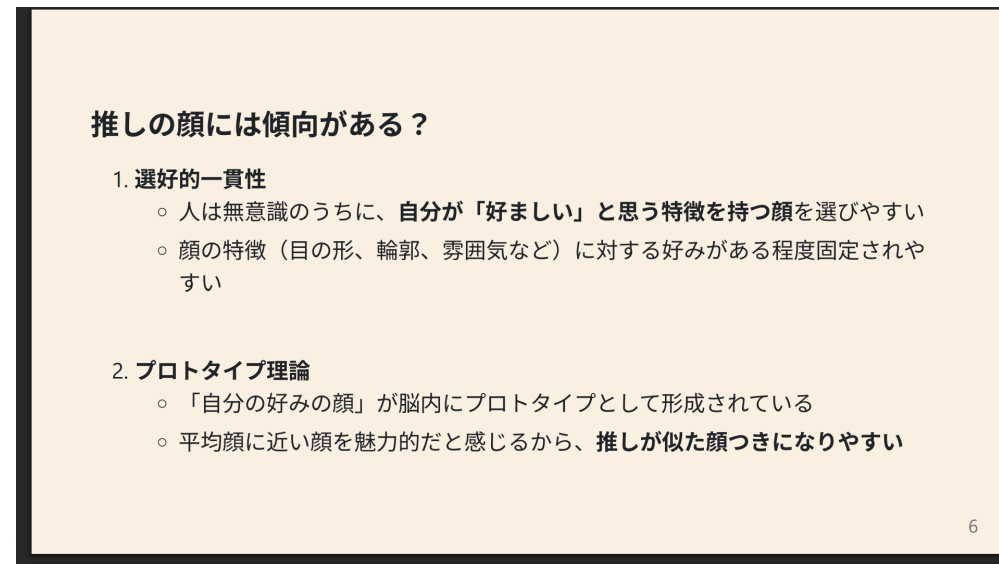 推しの顔には傾向がある？
1. 選好的一貫性
○ 人は無意識のうちに、自分が「好ましい」と思う特徴を持つ顔を選びやすい
○ 顔の特徴（目の形、輪郭、雰囲気など）に対する好みがある程度固定されや
すい
2. プロトタイプ理論
○ 「自分の好みの顔」が脳内にプロトタイプとして形成されている
○ 平均顔に近い顔を魅力的だと感じるから、推しが似た顔つきになりやすい
6